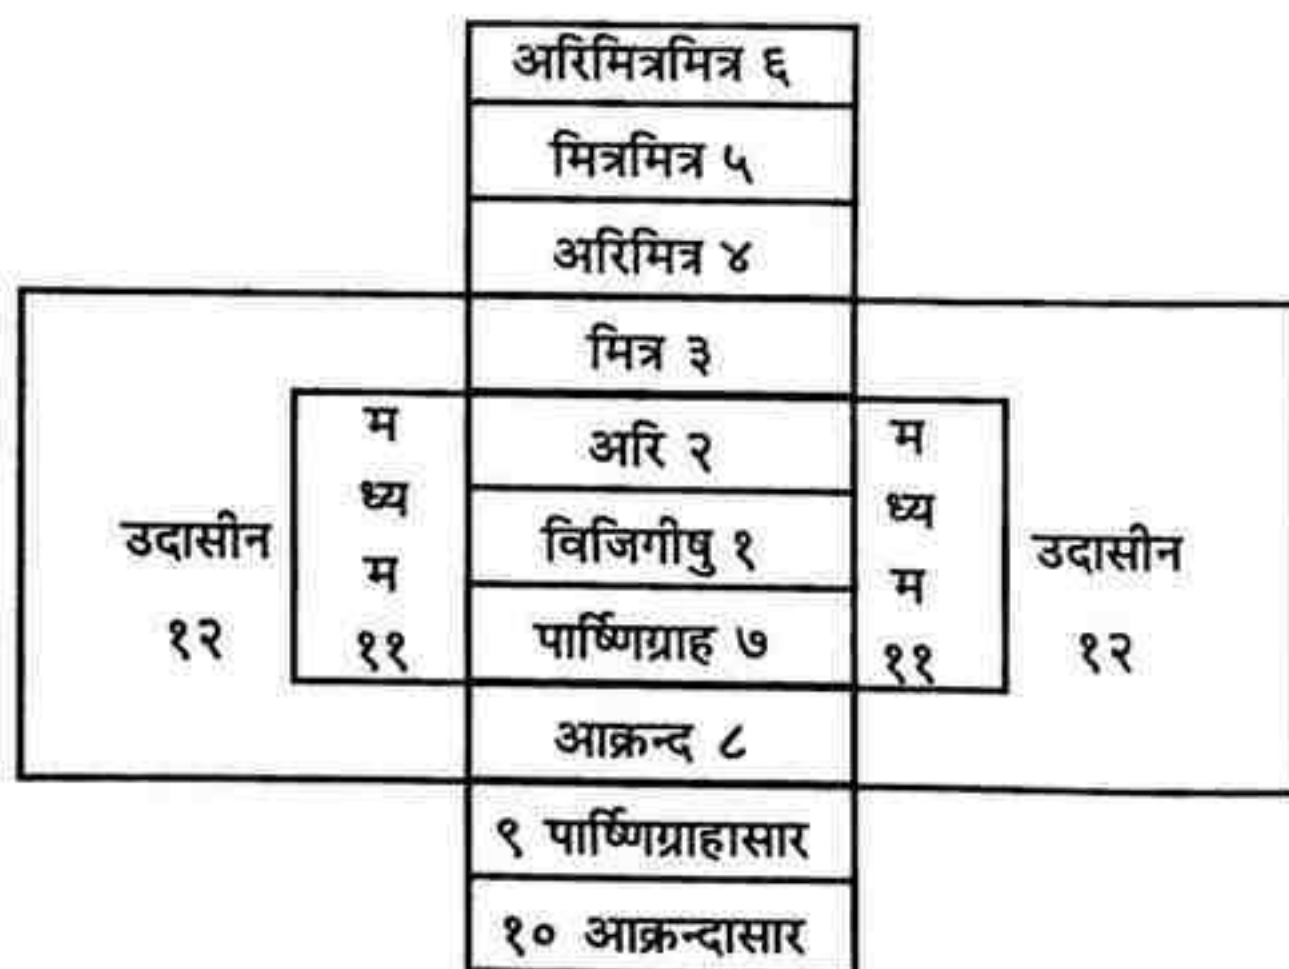 अरिमित्रमित्र ६
मित्रमित्र ५
अरिमित्र ४
मित्र ३
अरि २
विजिगीषु १
पार्ष्णिग्राह ७
आक्रन्द ८
९ पार्ष्णिग्राहासार
१० आक्रन्दासार
उदासीन
१२
म
ध्य
म
११
म
ध्य
म
११
उदासीन
१२